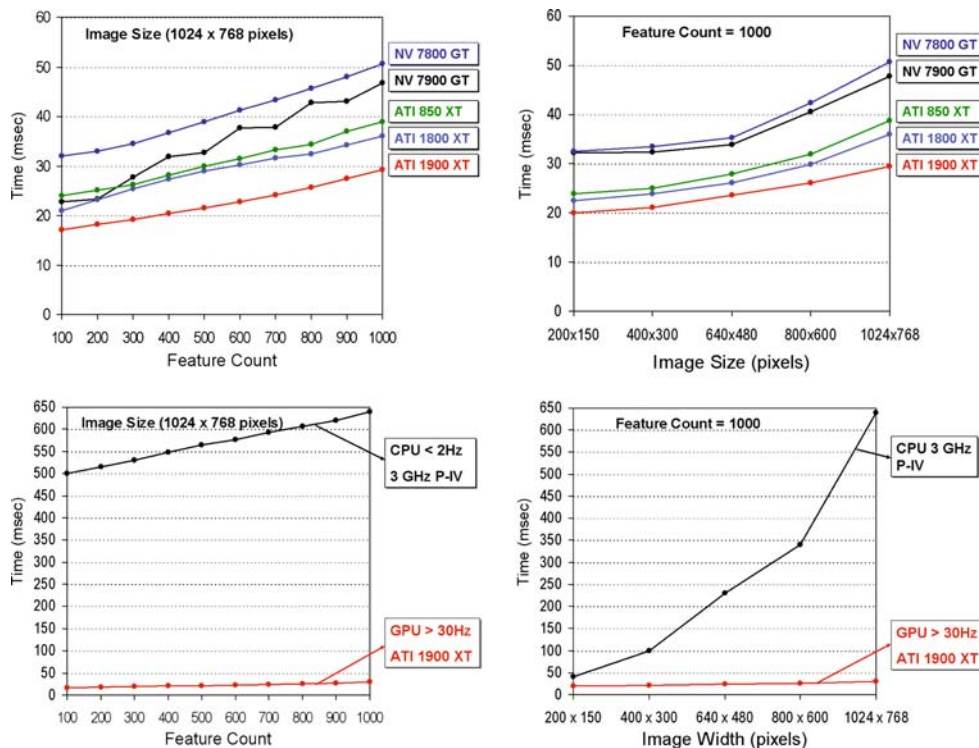 60
50
40
30
20
10
0
Time (msec)
Image Size (1024 x 768 pixels)
NV 7800 GT
NV 7900 GT
ATI 850 XT
ATI 1800 XT
ATI 1900 XT
100 200 300 400 500 600 700 800 900 1000
Feature Count
60
50
40
30
20
10
0
Time (msec)
Feature Count = 1000
NV 7800 GT
NV 7900 GT
ATI 850 XT
ATI 1800 XT
ATI 1900 XT
200x150 400x300 640x480 800x600 1024x768
Image Size (pixels)
650
600
550
500
450
400
350
300
250
200
150
100
50
0
Time (msec)
Image Size (1024 x 768 pixels)
CPU < 2Hz
3 GHz P-IV
GPU > 30Hz
ATI 1900 XT
100 200 300 400 500 600 700 800 900 1000
Feature Count
650
600
550
500
450
400
350
300
250
200
150
100
50
0
Time (msec)
Feature Count = 1000
CPU 3 GHz
P-IV
GPU > 30Hz
ATI 1900 XT
200 x 150 400 x 300 640 x 480 800 x 600 1024 x 768
Image Width (pixels)